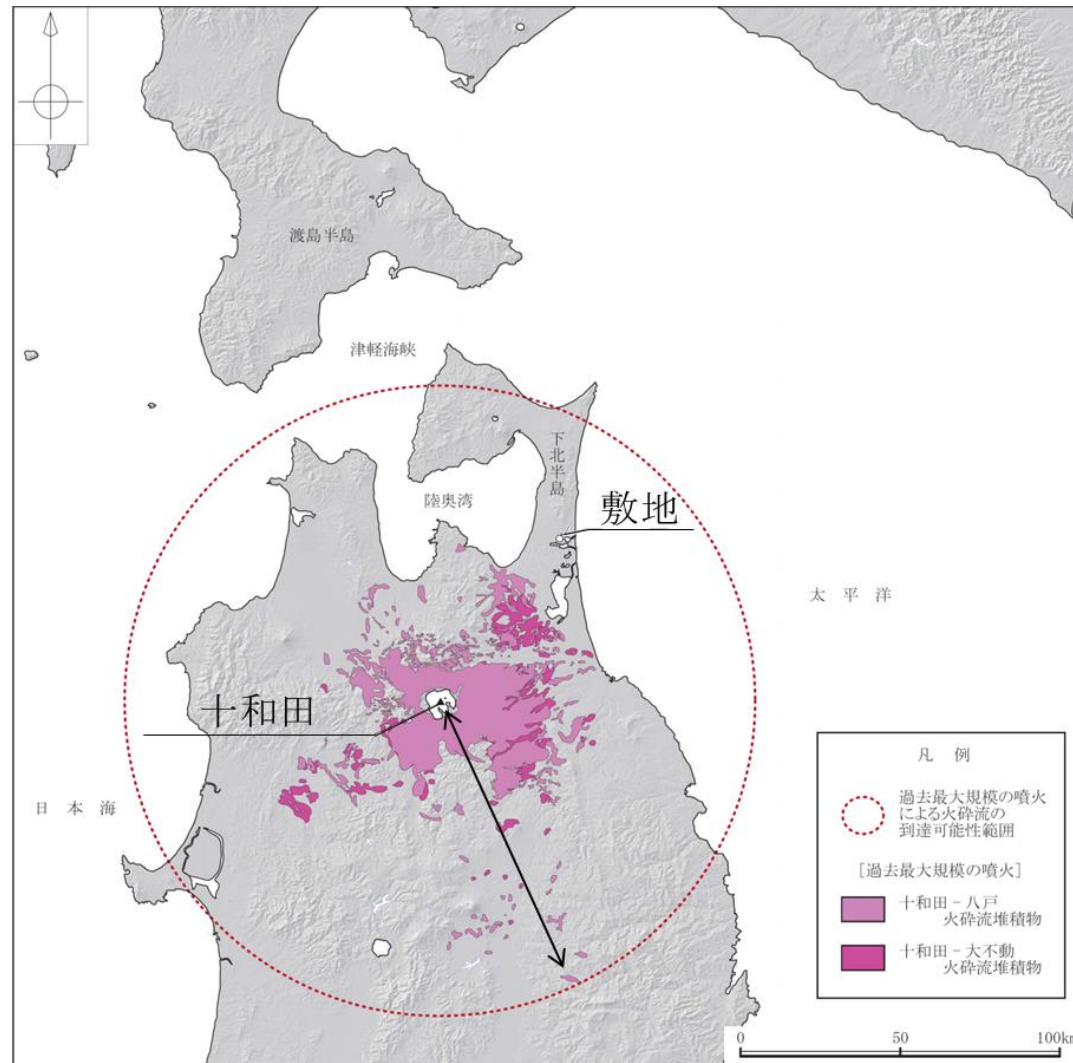 渡島半島
津軽海峡
下北半島
陸奥湾
敷地
太平洋
十和田
日本海
凡例
過去最大規模の噴火
による火砕流の
到達可能性範囲
[過去最大規模の噴火]
十和田-八戸
火砕流堆積物
十和田-大不動
火砕流堆積物
0 50 100km